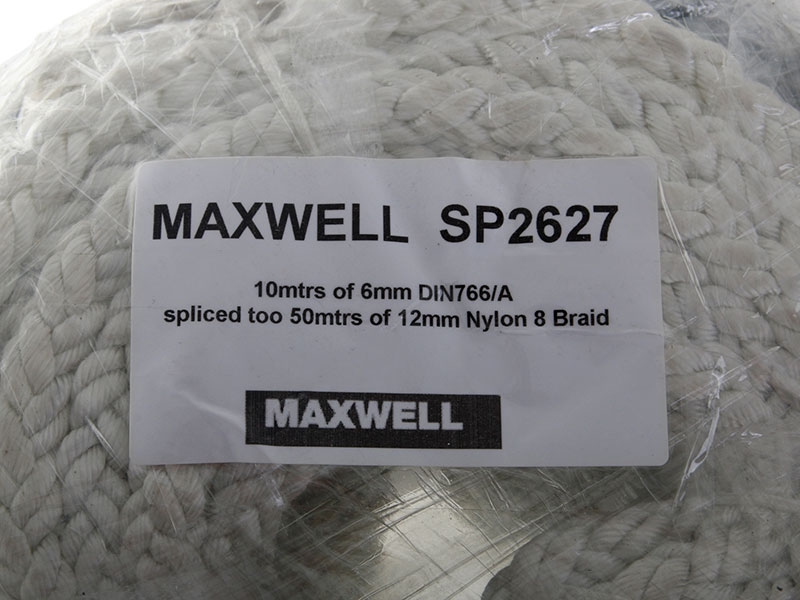 MAXWELL SP2627
10mtrs of 6mm DIN766/A
spliced too 50mtrs of 12mm Nylon 8 Braid
MAXWELL